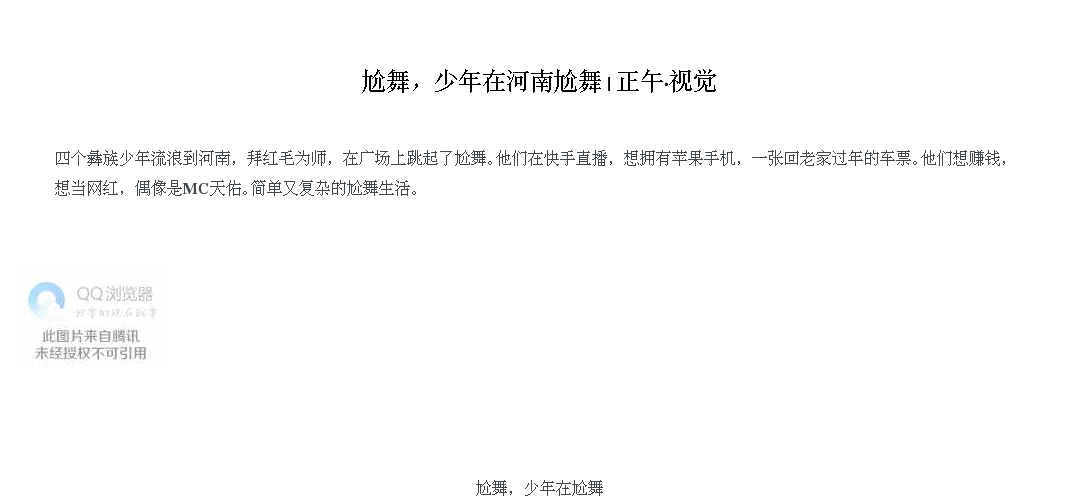 尬舞，少年在河南尬舞 | 正午·视觉
四个彝族少年流浪到河南，拜红毛为师，在广场上跳起了尬舞。他们在快手直播，想拥有苹果手机，一张回老家过年的车票。他们想赚钱，
想当网红，偶像是MC天佑。简单又复杂的尬舞生活。
QQ浏览器
此图片来自腾讯
未经授权不可引用
尬舞，少年在尬舞